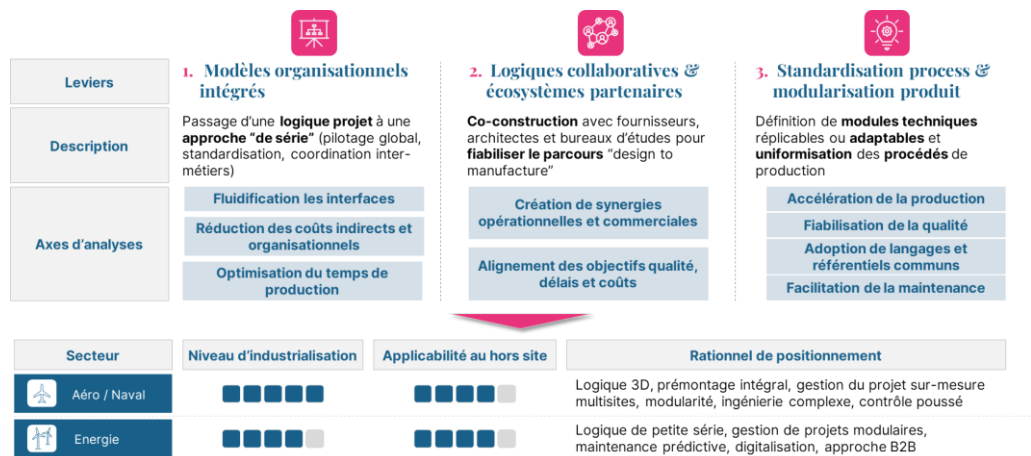 Leviers
1. Modèles organisationnels
intégrés
2. Logiques collaboratives &
écosystèmes partenaires
3. Standardisation process &
modularisation produit
Description
Passage d'une logique projet à une
approche "de série" (pilotage global,
standardisation, coordination inter-
métiers)
Co-construction avec fournisseurs,
architectes et bureaux d'études pour
fiabiliser le parcours "design to
manufacture"
Définition de modules techniques
réplicables ou adaptables et
uniformisation des procédés de
production
Axes d'analyses
Fluidification les interfaces
Réduction des coûts indirects et
organisationnels
Optimisation du temps de
production
Création de synergies
opérationnelles et commerciales
Alignement des objectifs qualité,
délais et coûts
Accélération de la production
Fiabilisation de la qualité
Adoption de langages et
référentiels communs
Facilitation de la maintenance
Secteur
Niveau d'industrialisation
Applicabilité au hors site
Rationnel de positionnement
Aéro / Naval
Logique 3D, prémontage intégral, gestion du projet sur-mesure
multisites, modularité, ingénierie complexe, contrôle poussé
Energie
Logique de petite série, gestion de projets modulaires,
maintenance prédictive, digitalisation, approche B2B